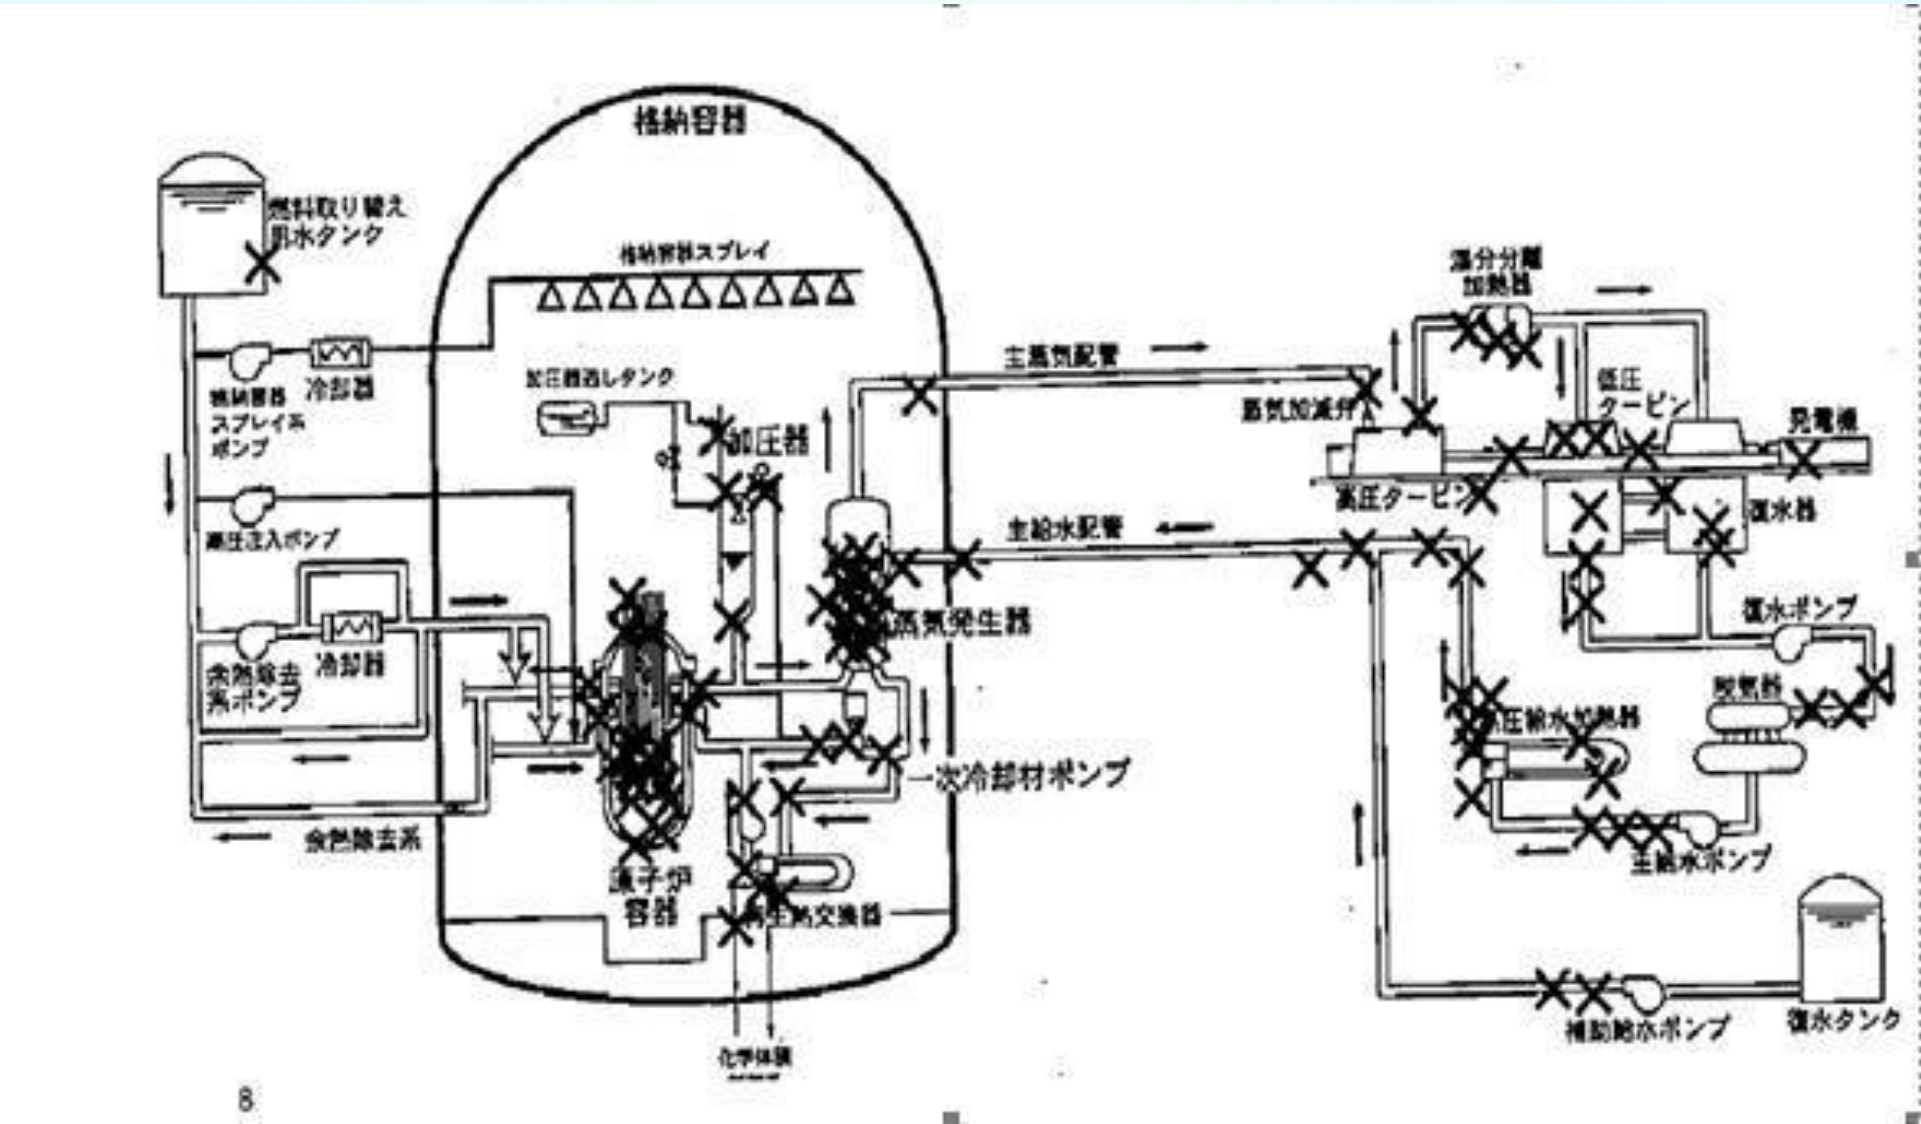 格納容器
燃料取り替え
用水タンク
格納容器スプレイ
湿分分離
加熱器
主蒸気配管
冷却器
加圧器逃しタンク
低圧
タービン
格納容器
スプレイ系
ポンプ
蒸気加減弁
発電機
加圧器
高圧タービン
復水器
主給水配管
高圧注入ポンプ
蒸気発生器
復水ポンプ
冷却器
余熱除去
系ポンプ
脱気器
高圧給水加熱器
一次冷却材ポンプ
余熱除去系
主給水ポンプ
原子炉
容器
再生熱交換器
補助給水ポンプ
復水タンク
8